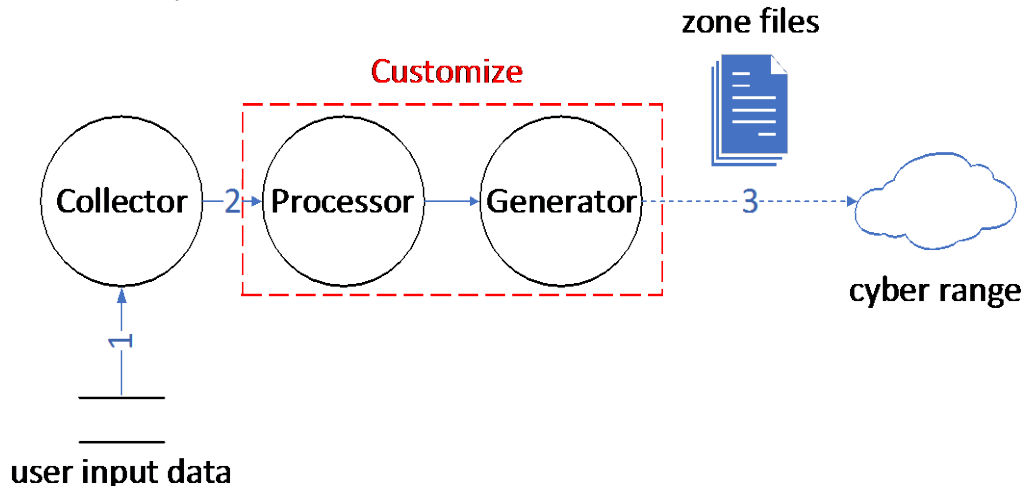 zone files
Customize
Collector
2
Processor
Generator
3
cyber range
1
user input data